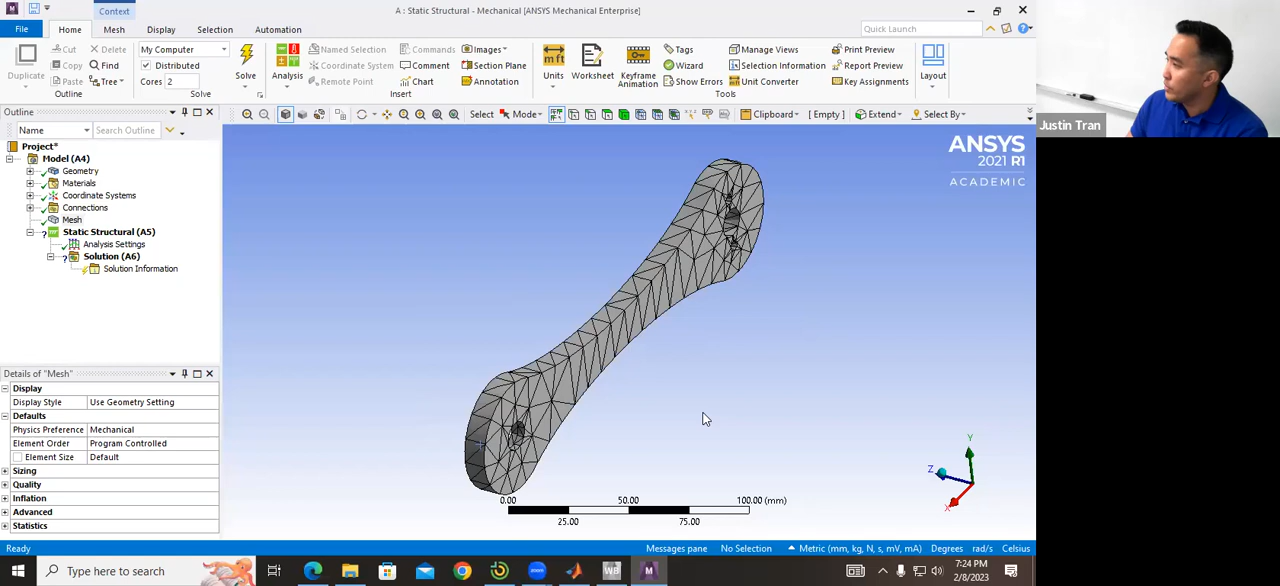 Context
A : Static Structural - Mechanical [ANSYS Mechanical Enterprise]
File
Home
Mesh
Display
Selection
Automation
Quick Launch
Duplicate
Cut
Copy
Paste
Delete
Find
Tree
Outline
My Computer
Distributed
Cores 2
Solve
Solve
Analysis
Named Selection
Coordinate System
Remote Point
Commands
Comment
Chart
Images
Section Plane
Annotation
Insert
Units
Worksheet
Keyframe
Animation
Tags
Wizard
Show Errors
Manage Views
Selection Information
Unit Converter
Print Preview
Report Preview
Key Assignments
Tools
Layout
Outline
Name
Search Outline
Select
Mode
Clipboard
[ Empty ]
Extend
Select By
Justin Tran
Project*
Model (A4)
Geometry
Materials
Coordinate Systems
Connections
Mesh
Static Structural (A5)
Analysis Settings
Solution (A6)
Solution Information
ANSYS
2021 R1
ACADEMIC
Details of "Mesh"
Display
Display Style Use Geometry Setting
Defaults
Physics Preference Mechanical
Element Order Program Controlled
Element Size Default
Sizing
Quality
Inflation
Advanced
Statistics
0.00 50.00 100.00 (mm)
25.00 75.00
Y
Z
X
Ready
Messages pane
No Selection
Metric (mm, kg, N, s, mV, mA)
Degrees
rad/s
Celsius
Type here to search
7:24 PM
2/8/2023